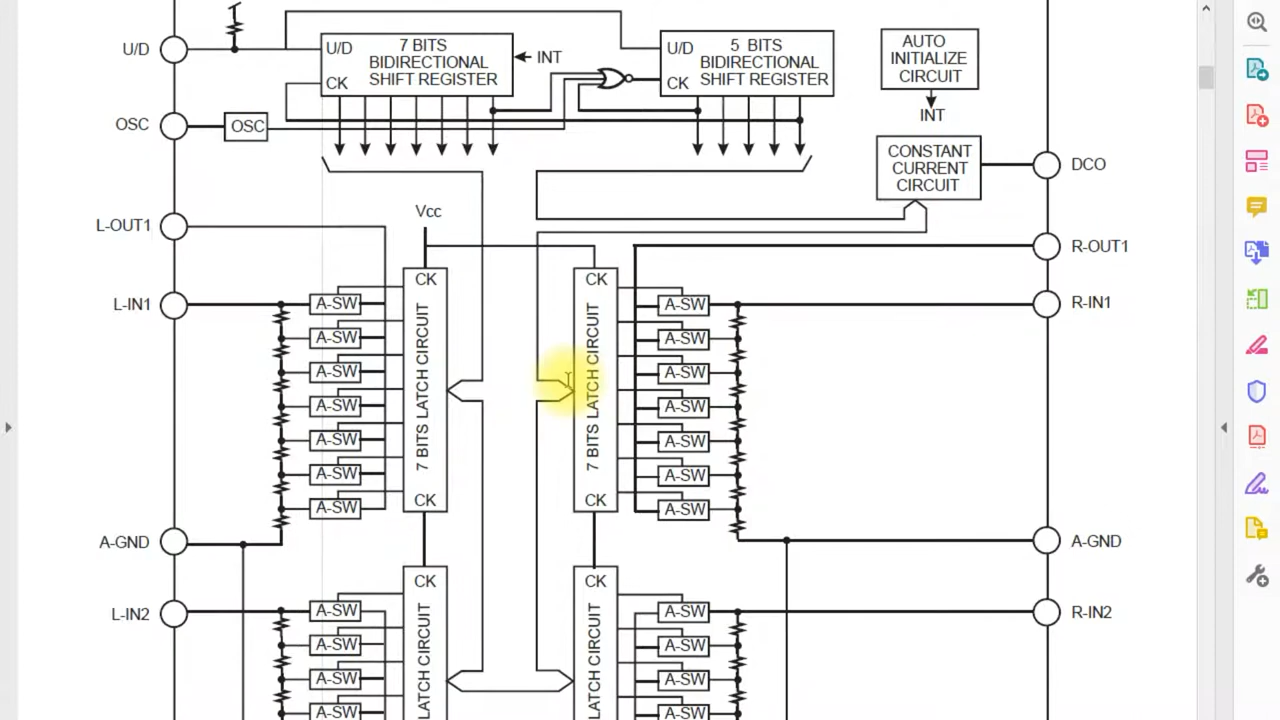 U/D
U/D
7 BITS
BIDIRECTIONAL
SHIFT REGISTER
CK
INT
U/D
5 BITS
BIDIRECTIONAL
SHIFT REGISTER
CK
AUTO
INITIALIZE
CIRCUIT
INT
OSC
OSC
CONSTANT
CURRENT
CIRCUIT
DCO
Vcc
L-OUT1
R-OUT1
CK
CK
L-IN1
A-SW
A-SW
R-IN1
A-SW
A-SW
A-SW
A-SW
A-SW
A-SW
A-SW
A-SW
A-SW
A-SW
A-SW
A-SW
7 BITS LATCH CIRCUIT
7 BITS LATCH CIRCUIT
CK
CK
A-GND
A-GND
CK
CK
L-IN2
A-SW
A-SW
R-IN2
A-SW
A-SW
A-SW
A-SW
A-SW
A-SW
LATCH CIRCUIT
LATCH CIRCUIT